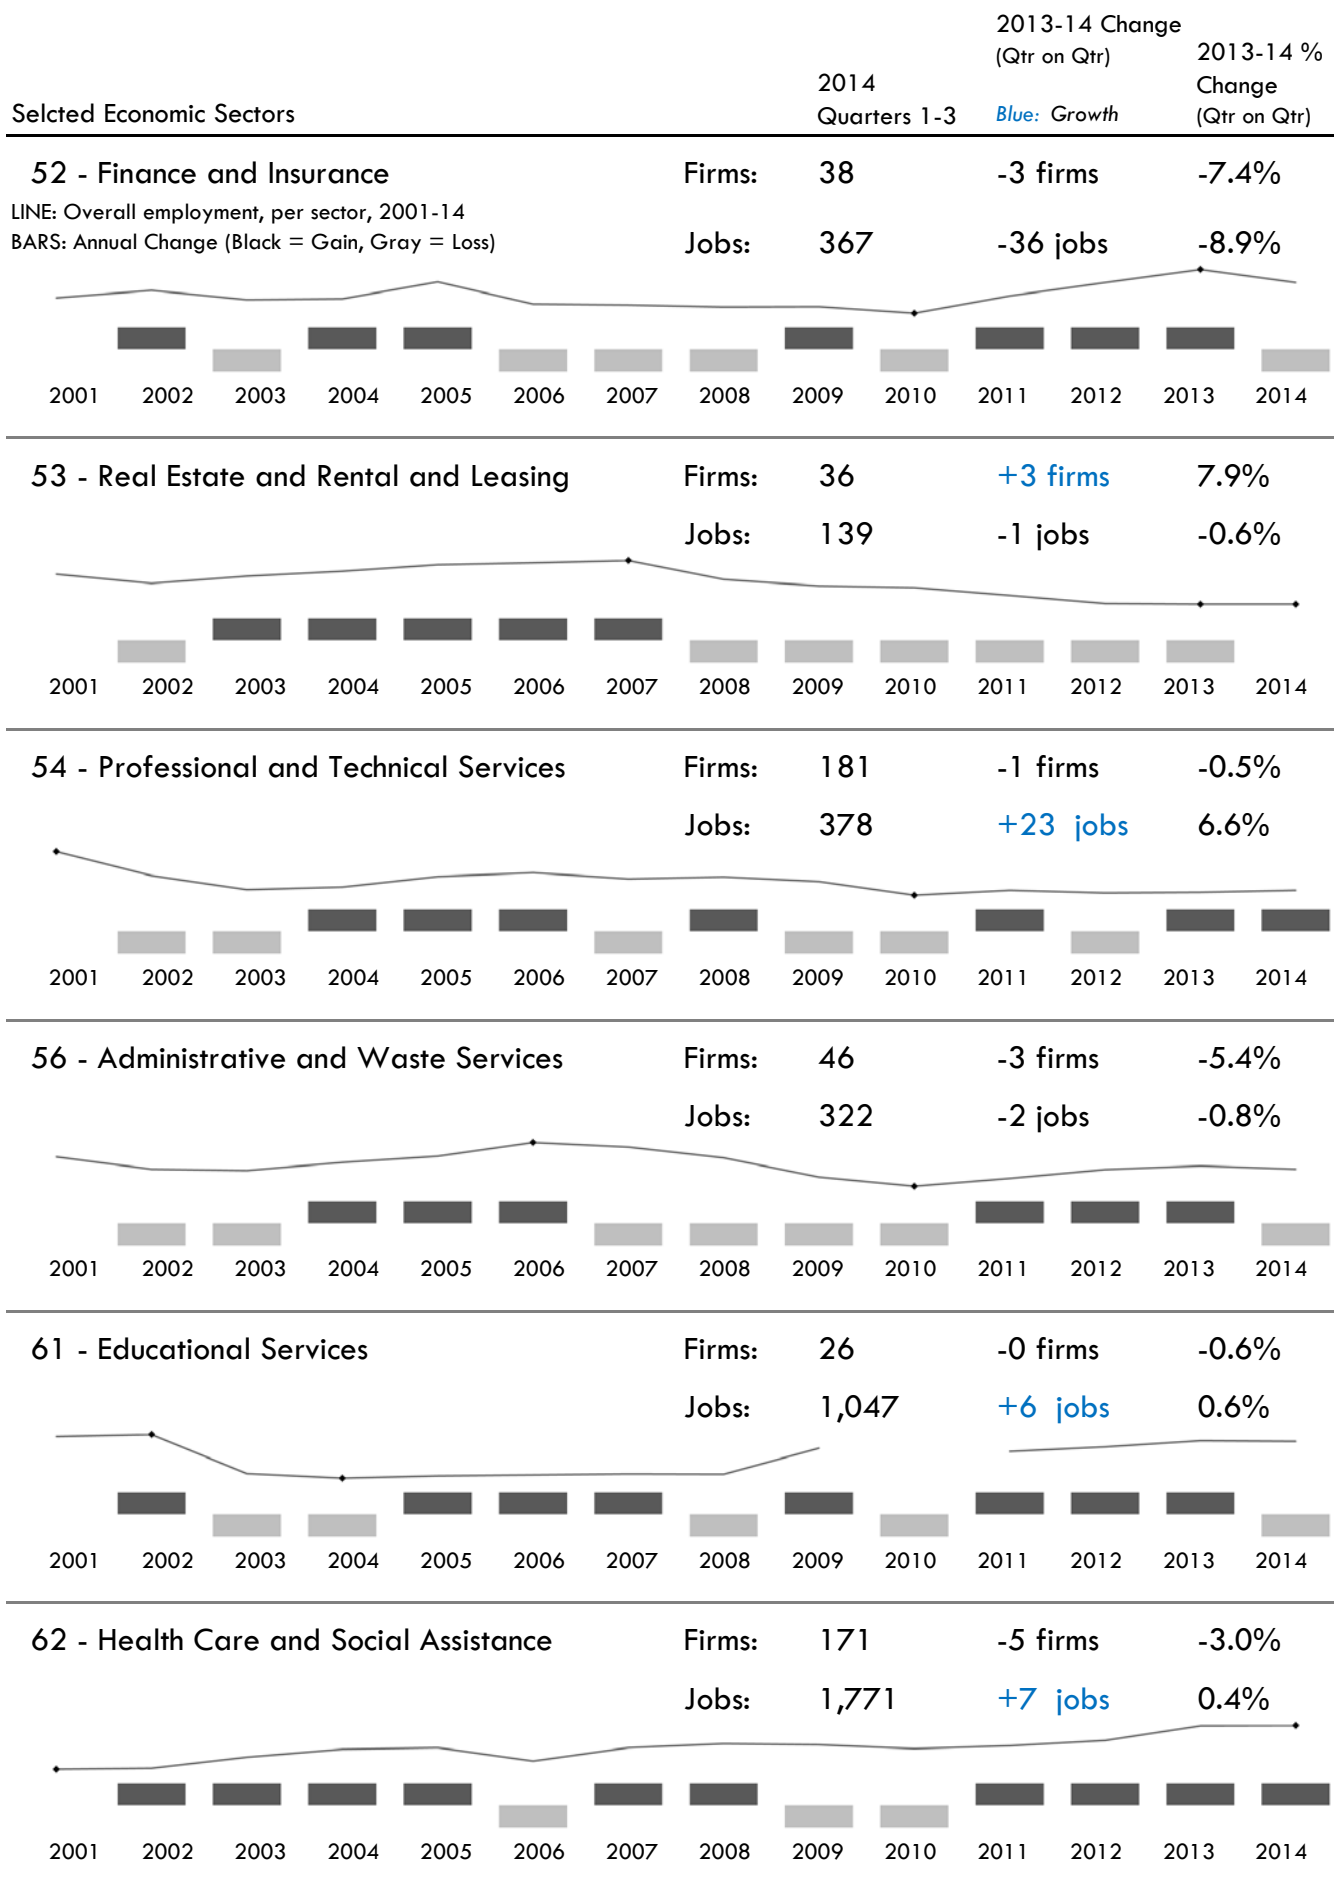 2013-14 Change
(Qtr on Qtr)
2013-14 %
2014
Change
Selcted Economic Sectors
Quarters 1-3
Blue: Growth
(Qtr on Qtr)
52 - Finance and Insurance Firms: 38 -3 firms -7.4%
LINE: Overall employment, per sector, 2001-14
BARS: Annual Change (Black = Gain, Gray = Loss) Jobs: 367 -36 jobs -8.9%
2001 2002 2003 2004 2005 2006 2007 2008 2009 2010 2011 2012 2013 2014
53 - Real Estate and Rental and Leasing Firms: 36 +3 firms 7.9%
Jobs: 139 -1 jobs -0.6%
2001 2002 2003 2004 2005 2006 2007 2008 2009 2010 2011 2012 2013 2014
54 - Professional and Technical Services Firms: 181 -1 firms -0.5%
Jobs: 378 +23 jobs 6.6%
2001 2002 2003 2004 2005 2006 2007 2008 2009 2010 2011 2012 2013 2014
56 - Administrative and Waste Services Firms: 46 -3 firms -5.4%
Jobs: 322 -2 jobs -0.8%
2001 2002 2003 2004 2005 2006 2007 2008 2009 2010 2011 2012 2013 2014
61 - Educational Services Firms: 26 -0 firms -0.6%
Jobs: 1,047 +6 jobs 0.6%
2001 2002 2003 2004 2005 2006 2007 2008 2009 2010 2011 2012 2013 2014
62 - Health Care and Social Assistance Firms: 171 -5 firms -3.0%
Jobs: 1,771 +7 jobs 0.4%
2001 2002 2003 2004 2005 2006 2007 2008 2009 2010 2011 2012 2013 2014